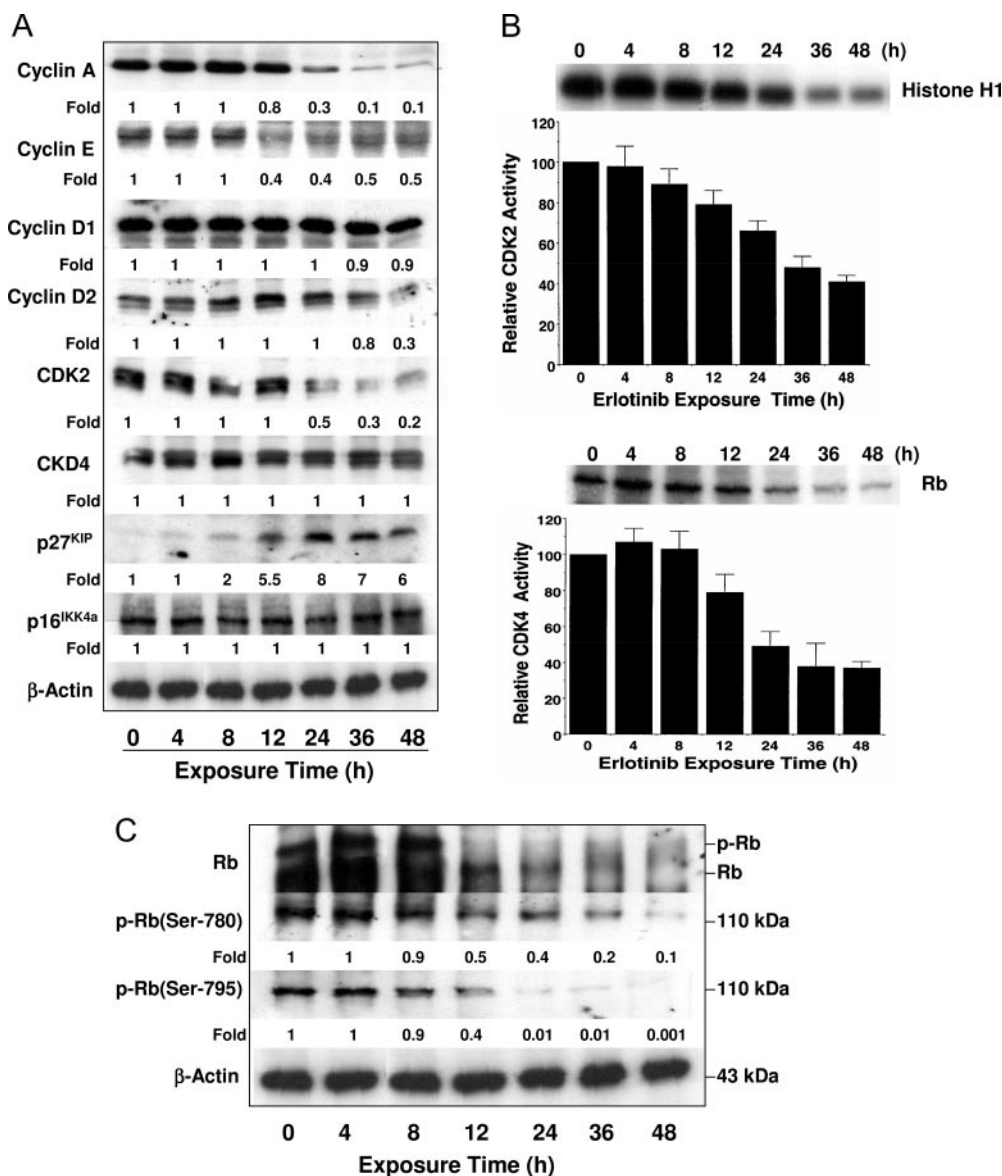 A
Cyclin A
Fold 1 1 1 0.8 0.3 0.1 0.1
Cyclin E
Fold 1 1 1 0.4 0.4 0.5 0.5
Cyclin D1
Fold 1 1 1 1 1 0.9 0.9
Cyclin D2
Fold 1 1 1 1 1 0.8 0.3
CDK2
Fold 1 1 1 1 0.5 0.3 0.2
CKD4
Fold 1 1 1 1 1 1 1
p27KIP
Fold 1 1 2 5.5 8 7 6
p16IKK4a
Fold 1 1 1 1 1 1 1
β-Actin
0 4 8 12 24 36 48
Exposure Time (h)
B
0 4 8 12 24 36 48 (h)
Histone H1
120
100
80
60
40
20
0
Relative CDK2 Activity
0 4 8 12 24 36 48
Erlotinib Exposure Time (h)
0 4 8 12 24 36 48 (h)
Rb
120
100
80
60
40
20
0
Relative CDK4 Activity
0 4 8 12 24 36 48
Erlotinib Exposure Time (h)
C
Rb
p-Rb
Rb
p-Rb(Ser-780) 110 kDa
Fold 1 1 0.9 0.5 0.4 0.2 0.1
p-Rb(Ser-795) 110 kDa
Fold 1 1 0.9 0.4 0.01 0.01 0.001
β-Actin 43 kDa
0 4 8 12 24 36 48
Exposure Time (h)